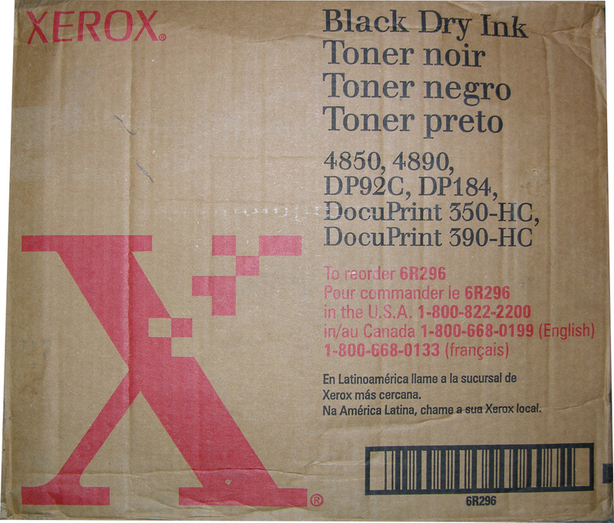 XEROX®
Black Dry Ink
Toner noir
Toner negro
Toner preto
4850, 4890,
DP92C, DP184,
DocuPrint 350-HC,
DocuPrint 390-HC
To reorder 6R296
Pour commander le 6R296
in the U.S.A. 1-800-822-2200
in/au Canada 1-800-668-0199 (English)
1-800-668-0133 (français)
En Latinoamérica llame a la sucursal de
Xerox más cercana.
Na América Latina, chame a sua Xerox local.
X®
6R296